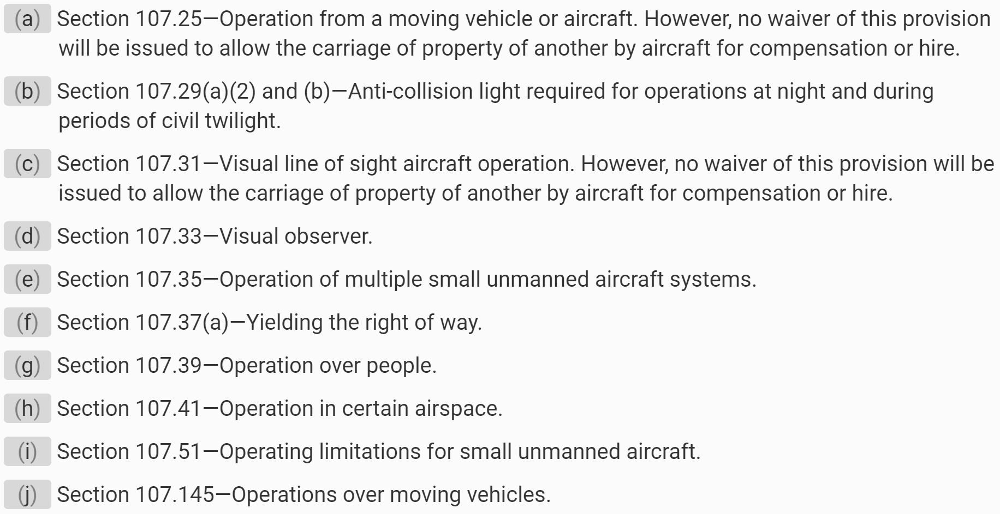 (a) Section 107.25—Operation from a moving vehicle or aircraft. However, no waiver of this provision
will be issued to allow the carriage of property of another by aircraft for compensation or hire.
(b) Section 107.29(a)(2) and (b)—Anti-collision light required for operations at night and during
periods of civil twilight.
(c) Section 107.31—Visual line of sight aircraft operation. However, no waiver of this provision will be
issued to allow the carriage of property of another by aircraft for compensation or hire.
(d) Section 107.33—Visual observer.
(e) Section 107.35—Operation of multiple small unmanned aircraft systems.
(f) Section 107.37(a)—Yielding the right of way.
(g) Section 107.39—Operation over people.
(h) Section 107.41—Operation in certain airspace.
(i) Section 107.51—Operating limitations for small unmanned aircraft.
(j) Section 107.145—Operations over moving vehicles.